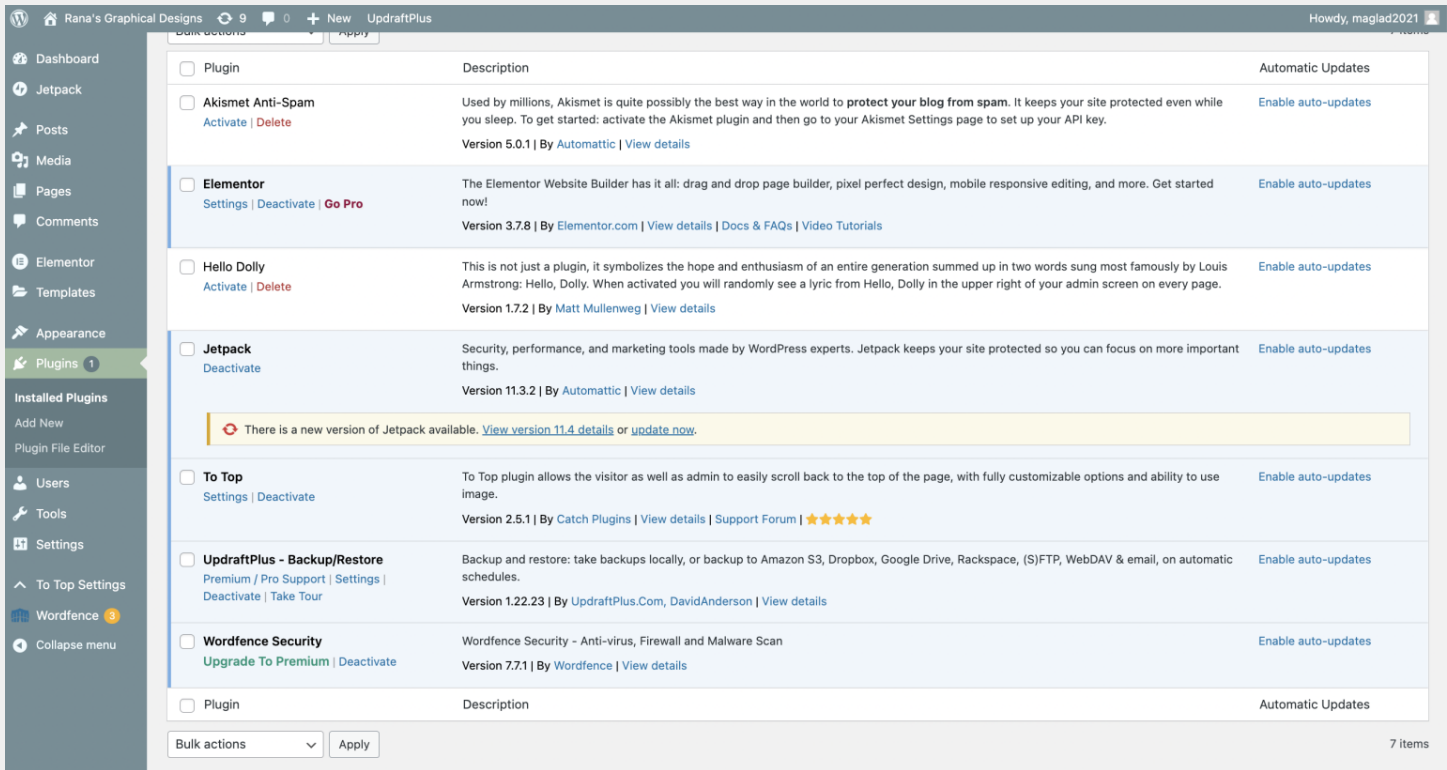 Rana's Graphical Designs 9 0 New UpdraftPlus Howdy, maglad2021
Bulk actions Apply 7 items
Dashboard
Jetpack
Posts
Media
Pages
Comments
Elementor
Templates
Appearance
Plugins 1
Installed Plugins
Add New
Plugin File Editor
Users
Tools
Settings
To Top Settings
Wordfence 3
Collapse menu
Plugin Description Automatic Updates
Akismet Anti-Spam
Activate | Delete
Used by millions, Akismet is quite possibly the best way in the world to protect your blog from spam. It keeps your site protected even while
you sleep. To get started: activate the Akismet plugin and then go to your Akismet Settings page to set up your API key.
Version 5.0.1 | By Automattic | View details
Enable auto-updates
Elementor
Settings | Deactivate | Go Pro
The Elementor Website Builder has it all: drag and drop page builder, pixel perfect design, mobile responsive editing, and more. Get started
now!
Version 3.7.8 | By Elementor.com | View details | Docs & FAQs | Video Tutorials
Enable auto-updates
Hello Dolly
Activate | Delete
This is not just a plugin, it symbolizes the hope and enthusiasm of an entire generation summed up in two words sung most famously by Louis
Armstrong: Hello, Dolly. When activated you will randomly see a lyric from Hello, Dolly in the upper right of your admin screen on every page.
Version 1.7.2 | By Matt Mullenweg | View details
Enable auto-updates
Jetpack
Deactivate
Security, performance, and marketing tools made by WordPress experts. Jetpack keeps your site protected so you can focus on more important
things.
Version 11.3.2 | By Automattic | View details
Enable auto-updates
There is a new version of Jetpack available. View version 11.4 details or update now.
To Top
Settings | Deactivate
To Top plugin allows the visitor as well as admin to easily scroll back to the top of the page, with fully customizable options and ability to use
image.
Version 2.5.1 | By Catch Plugins | View details | Support Forum |
Enable auto-updates
UpdraftPlus - Backup/Restore
Premium / Pro Support | Settings |
Deactivate | Take Tour
Backup and restore: take backups locally, or backup to Amazon S3, Dropbox, Google Drive, Rackspace, (S)FTP, WebDAV & email, on automatic
schedules.
Version 1.22.23 | By UpdraftPlus.Com, DavidAnderson | View details
Enable auto-updates
Wordfence Security
Upgrade To Premium | Deactivate
Wordfence Security - Anti-virus, Firewall and Malware Scan
Version 7.7.1 | By Wordfence | View details
Enable auto-updates
Plugin Description Automatic Updates
Bulk actions Apply 7 items